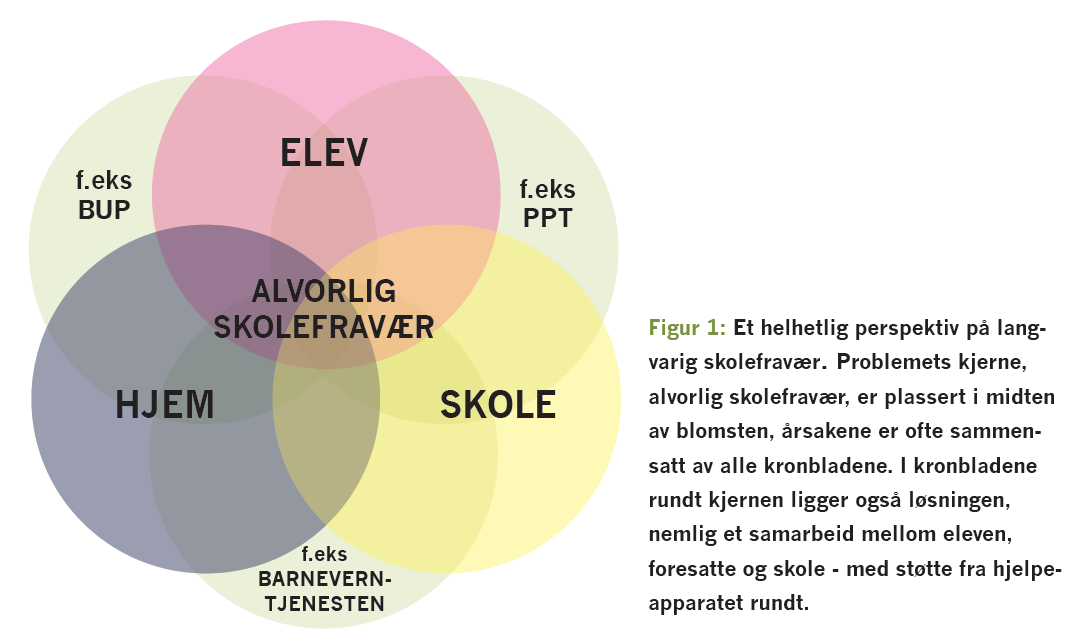 ELEV
f.eks
BUP
f.eks
PPT
ALVORLIG
SKOLEFRAVÆR
HJEM
SKOLE
f.eks
BARNEVERN-
TJENESTEN
Figur 1: Et helhetlig perspektiv på lang-
varig skolefravær. Problemets kjerne,
alvorlig skolefravær, er plassert i midten
av blomsten, årsakene er ofte sammen-
satt av alle kronbladene. I kronbladene
rundt kjernen ligger også løsningen,
nemlig et samarbeid mellom eleven,
foresatte og skole - med støtte fra hjelpe-
apparatet rundt.